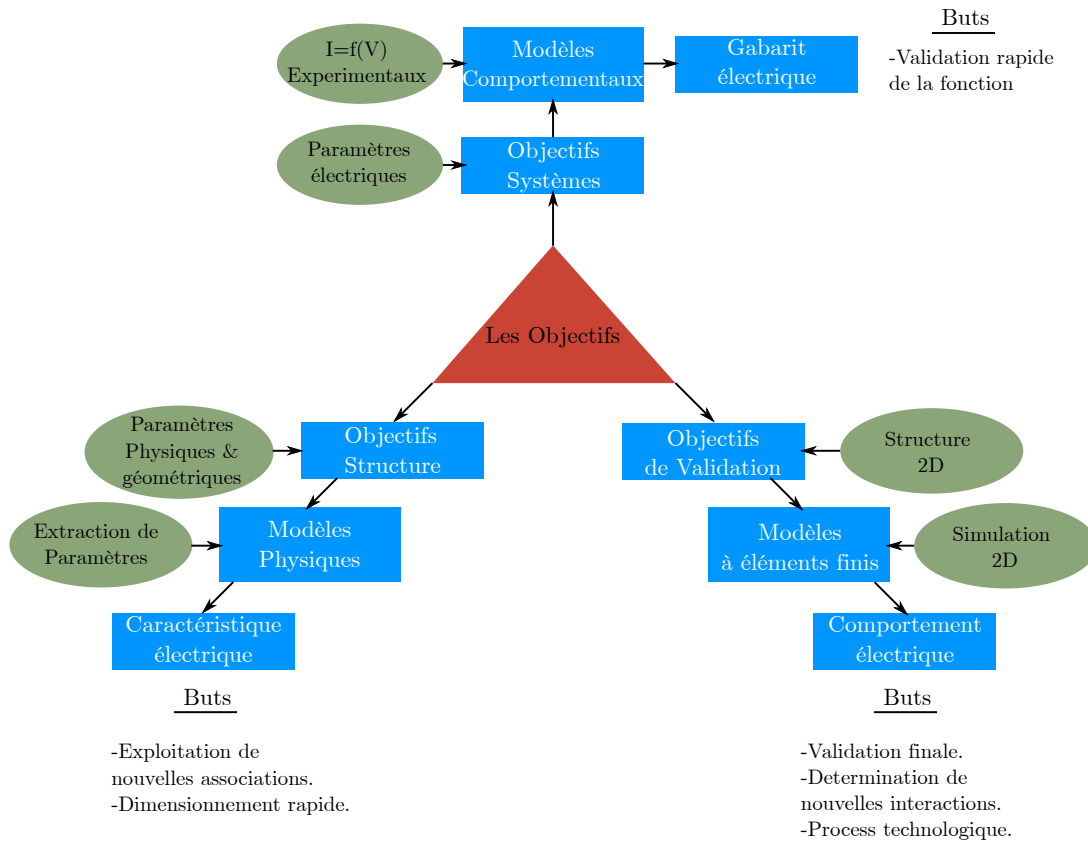 Buts
I=f(V)
Experimentaux
Modèles
Comportementaux
Gabarit
électrique
-Validation rapide
de la fonction
Paramètres
électriques
Objectifs
Systèmes
Les Objectifs
Paramètres
Physiques &
géométriques
Objectifs
Structure
Objectifs
de Validation
Structure
2D
Extraction de
Paramètres
Modèles
Physiques
Modèles
à éléments finis
Simulation
2D
Caractéristique
électrique
Comportement
électrique
Buts
-Exploitation de
nouvelles associations.
-Dimensionnement rapide.
Buts
-Validation finale.
-Determination de
nouvelles interactions.
-Process technologique.